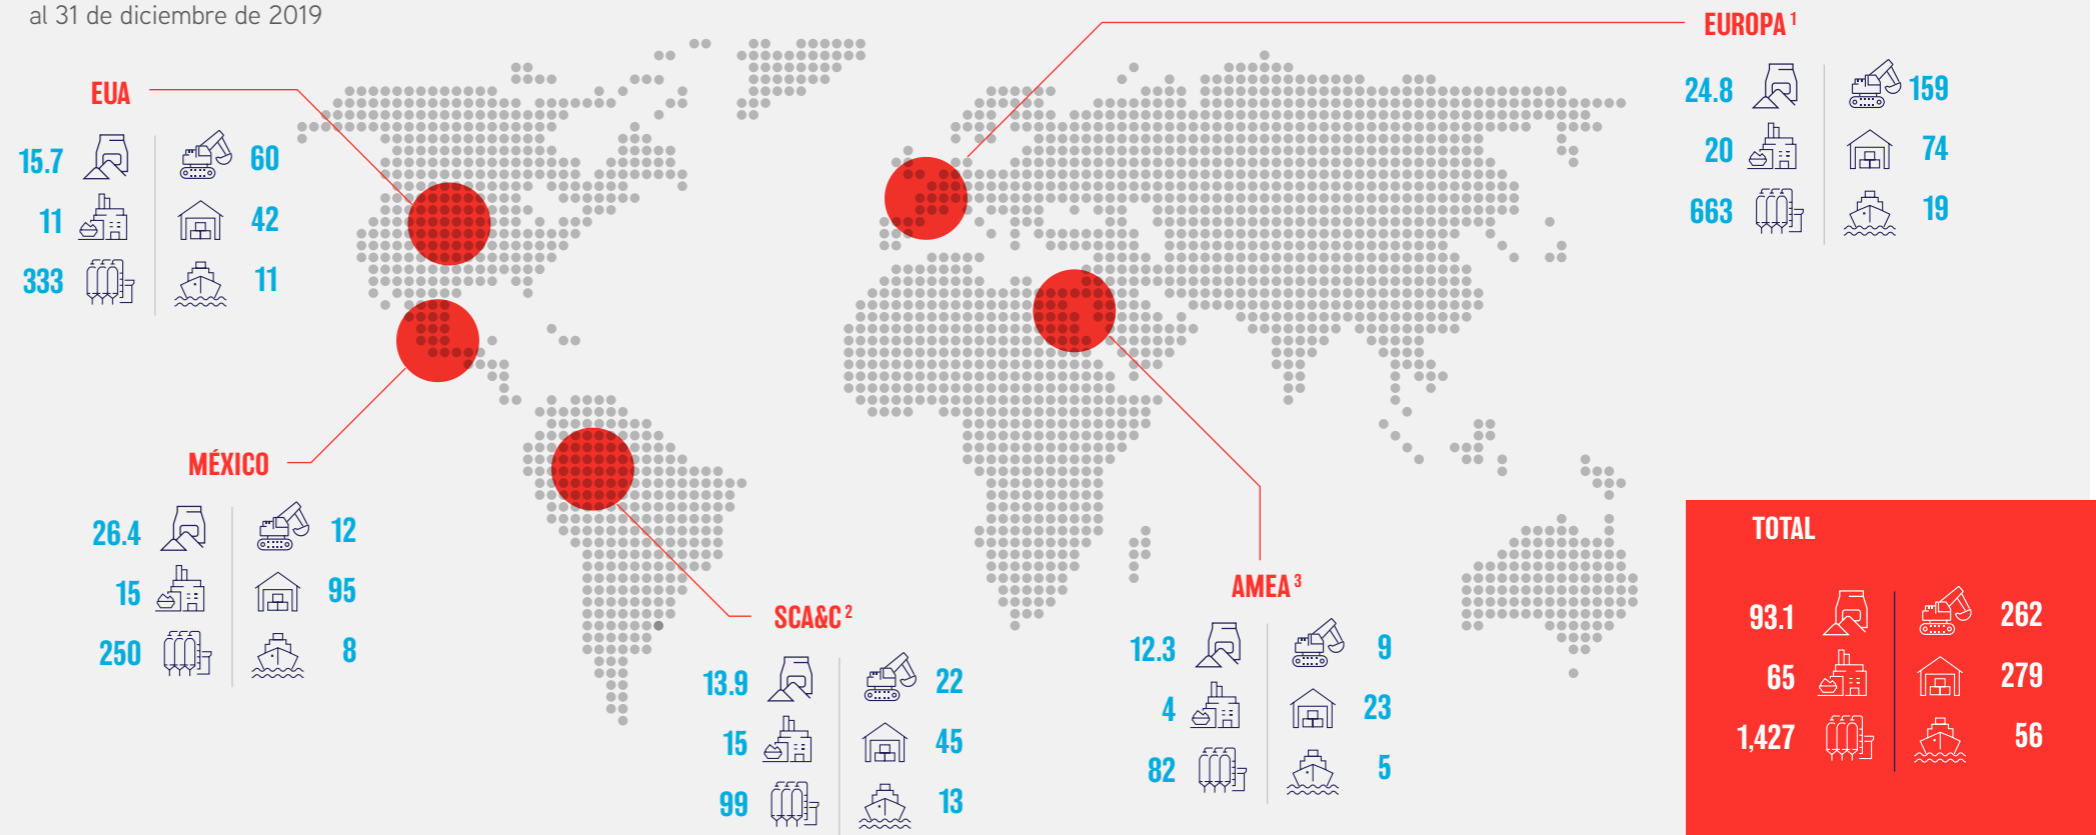 al 31 de diciembre de 2019
EUA
15.7 60
11 42
333 11
MÉXICO
26.4 12
15 95
250 8
SCA&C 2
13.9 22
15 45
99 13
AMEA 3
12.3 9
4 23
82 5
EUROPA 1
24.8 159
20 74
663 19
TOTAL
93.1 262
65 279
1,427 56